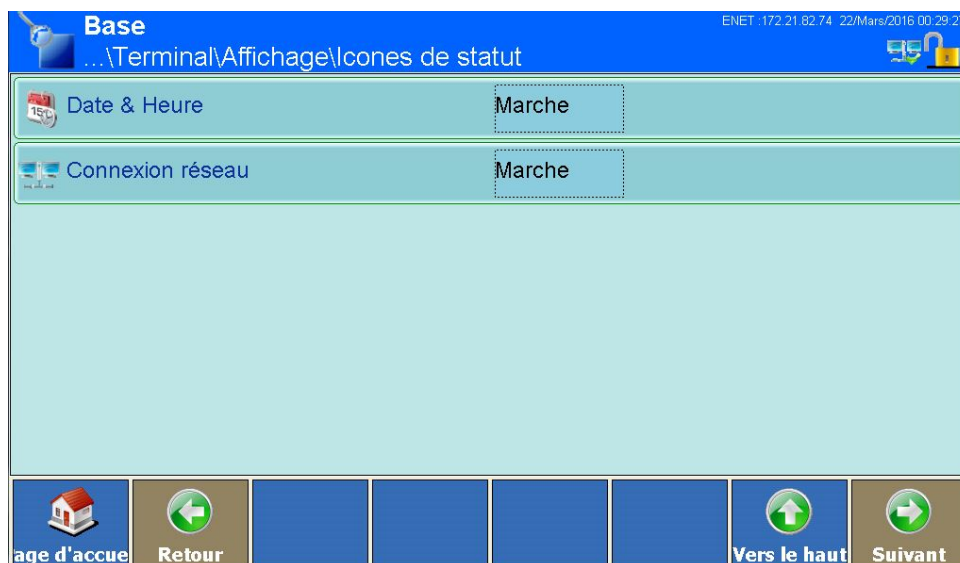 Base
ENET :172.21.82.74 22/Mars/2016 00:29:27
...\Terminal\Affichage\Icones de statut
Date & Heure Marche
Connexion réseau Marche
age d'accue Retour Vers le haut Suivant